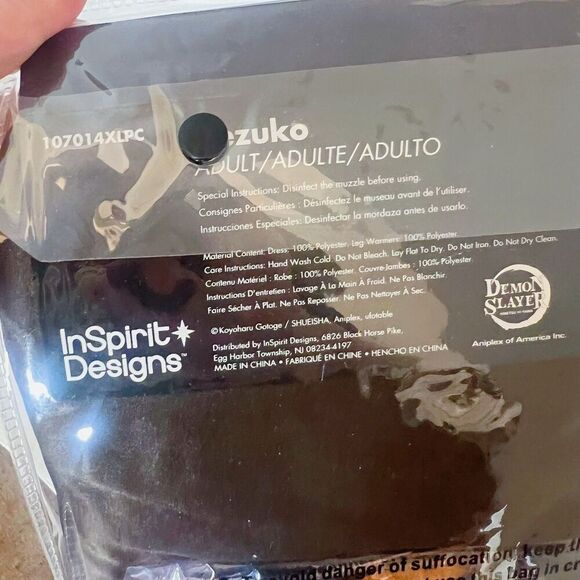 107014XLPC
ezuko
ADULT/ADULTE/ADULTO
Special Instructions: Disinfect the muzzle before using.
Consignes Particulières : Désinfectez le museau avant de l'utiliser.
Instrucciones Especiales: Desinfectar la mordaza antes de usarlo.
Material Content: Dress, 100% Polyester. Leg Warmers: 100% Polyester.
Care Instructions: Hand Wash Cold. Do Not Bleach. Lay Flat To Dry. Do Not Iron. Do Not Dry Clean.
Contenu Matériel : Robe : 100% Polyester. Couvre-Jambes : 100% Polyester.
Instructions D'entretien : Lavage À La Main À Froid. Ne Pas Blanchir.
Faire Sécher À Plat. Ne Pas Repasser. Ne Pas Nettoyer À Sec.
©Koyoharu Gotoge / SHUEISHA, Aniplex, ufotable
Distributed by InSpirit Designs, 6826 Black Horse Pike,
Egg Harbor Township, NJ 08234-4197
MADE IN CHINA • FABRIQUÉ EN CHINE • HENCHO EN CHINA
InSpirit
Designs™
DEMON
SLAYER
Aniplex of America Inc.
avoid danger of suffocation, keep
this bag in